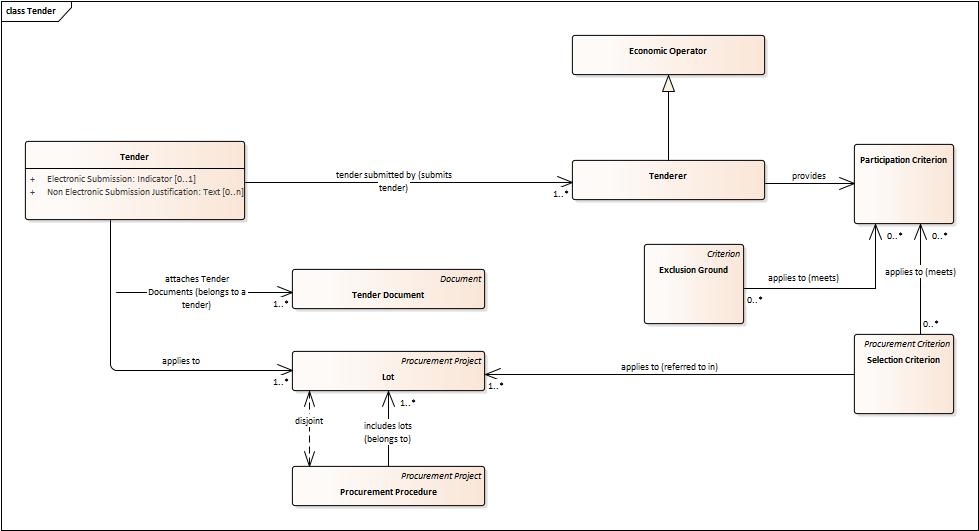 class Tender
Economic Operator
Tender
+ Electronic Submission: Indicator [0..1]
+ Non Electronic Submission Justification: Text [0..n]
tender submitted by (submits
tender)
1..*
Tenderer
provides
Participation Criterion
0..*
0..*
Criterion
Exclusion Ground
applies to (meets)
0..*
applies to (meets)
0..*
attaches Tender
Documents (belongs to a
tender)
1..*
Document
Tender Document
applies to
1..*
Procurement Project
Lot
applies to (referred to in)
1..*
Procurement Criterion
Selection Criterion
disjoint
1..*
includes lots
(belongs to)
Procurement Project
Procurement Procedure